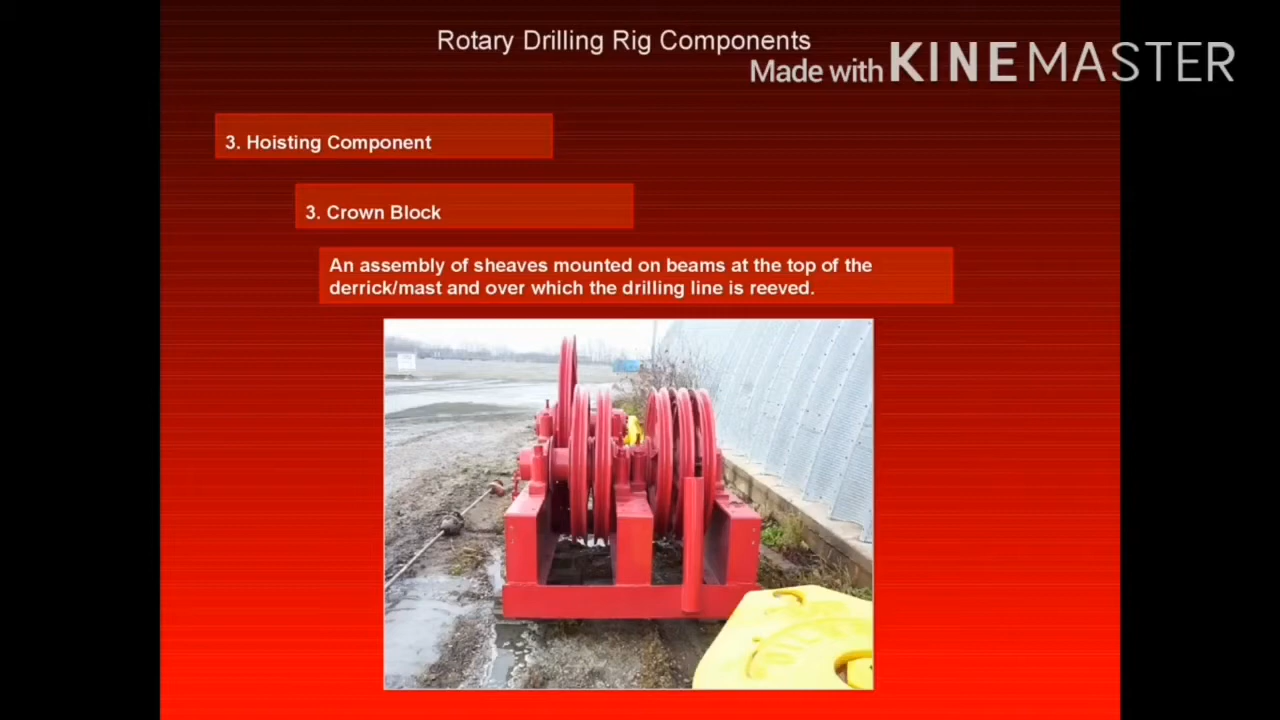 Rotary Drilling Rig Components
Made with KINEMASTER
3. Hoisting Component
3. Crown Block
An assembly of sheaves mounted on beams at the top of the
derrick/mast and over which the drilling line is reeved.